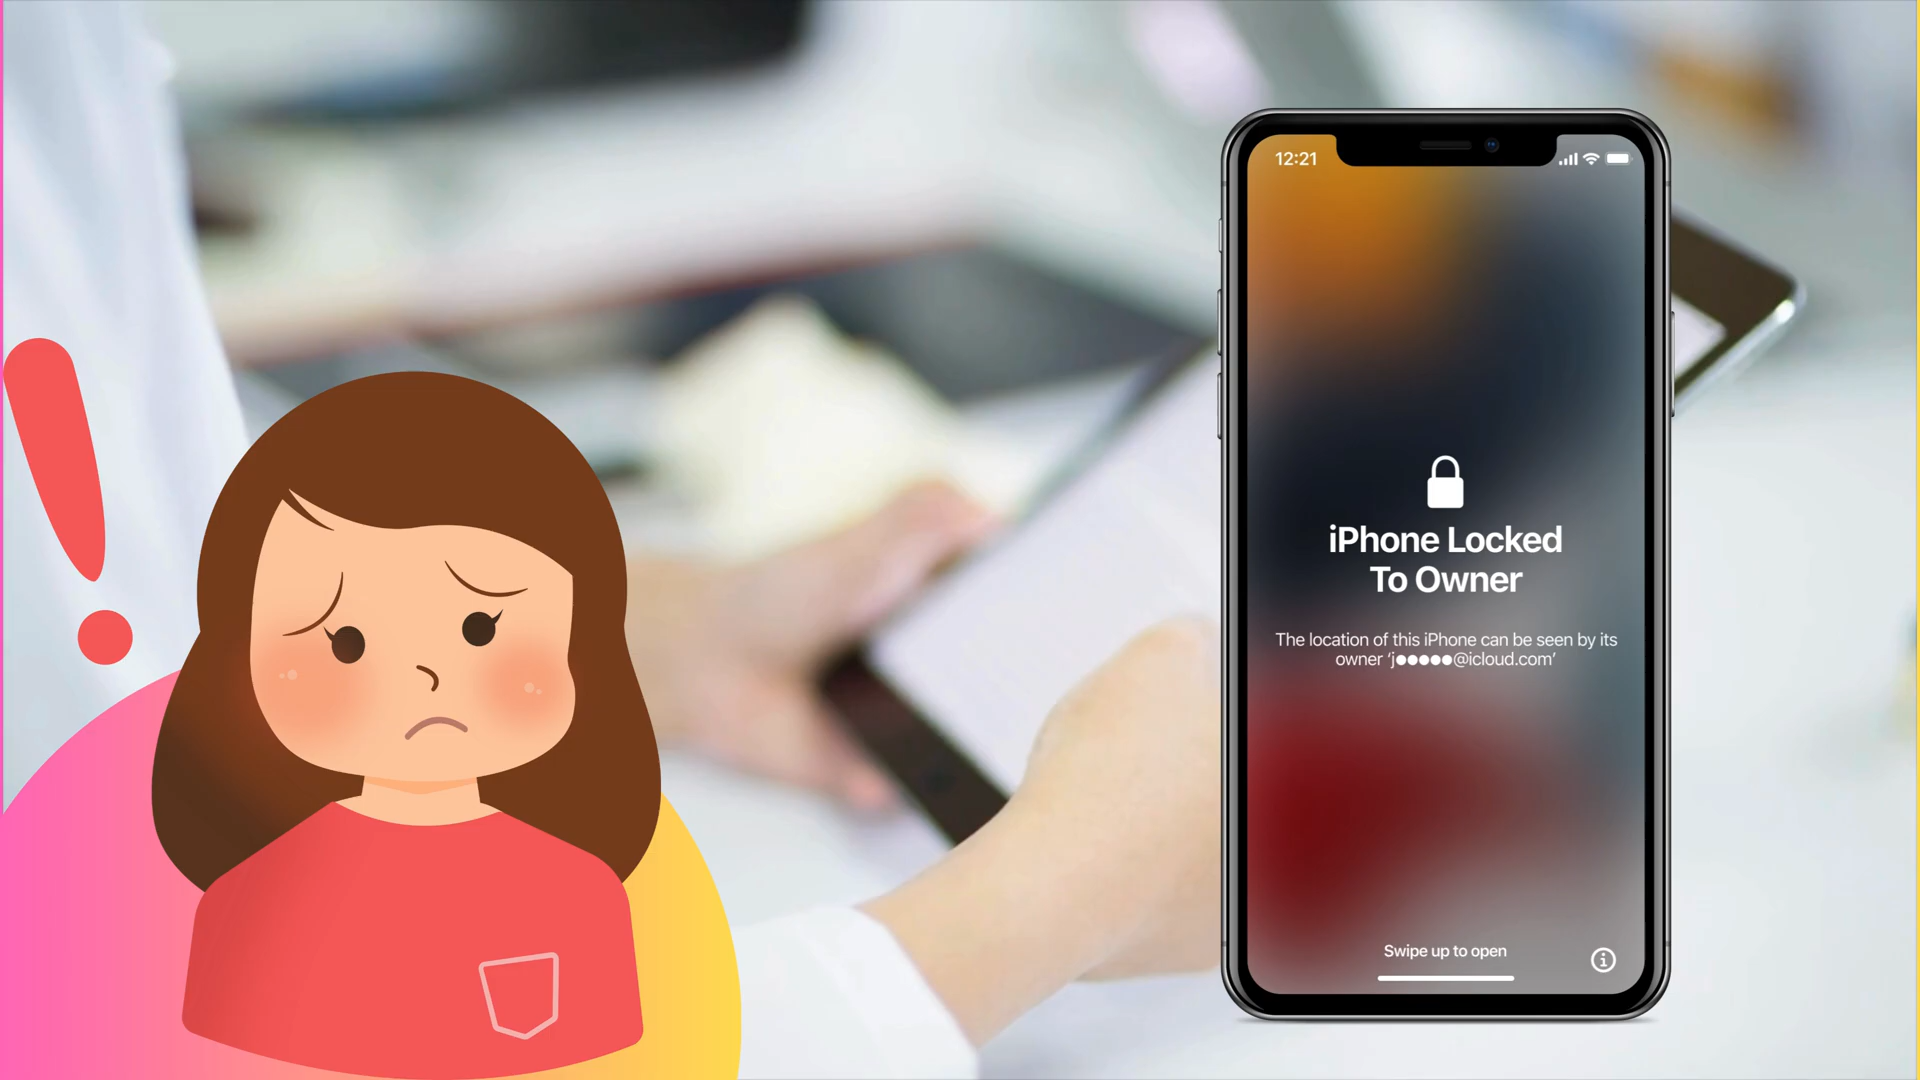 12:21
iPhone Locked
To Owner
The location of this iPhone can be seen by its
owner ‘j●●●●●@icloud.com’
Swipe up to open